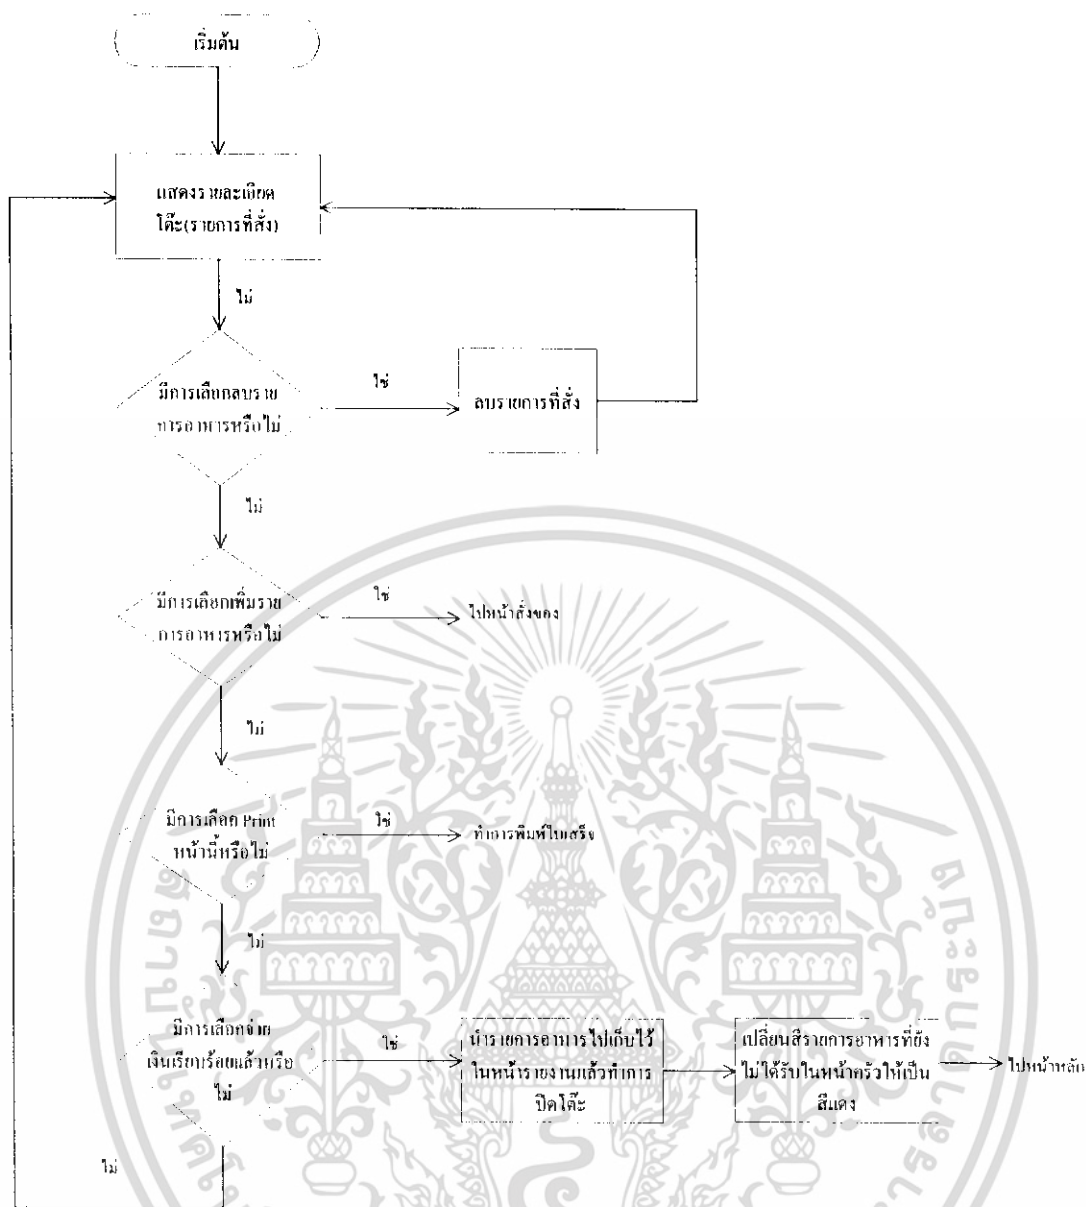 เริ่มต้น
แสดงรายละเอียด
โต๊ะ(รายการที่สั่ง)
ไม่
มีการเลือกลบราย
การอาหารหรือไม่
ใช่
ลบรายการที่สั่ง
ไม่
มีการเลือกเพิ่มราย
การอาหารหรือไม่
ใช่
ไปหน้าสั่งของ
ไม่
มีการเลือก Print
หน้านี้หรือไม่
ใช่
ทำการพิมพ์ใบเสร็จ
ไม่
มีการเลือกจ่าย
เงินเรียบร้อยแล้วหรือ
ไม่
ใช่
นำรายการอาหารไปเก็บไว้
ในหน้ารายงานแล้วทำการ
ปิดโต๊ะ
เปลี่ยนสีรายการอาหารที่ยัง
ไม่ได้รับในหน้าครัวให้เป็น
สีแดง
ไปหน้าหลัก
ไม่